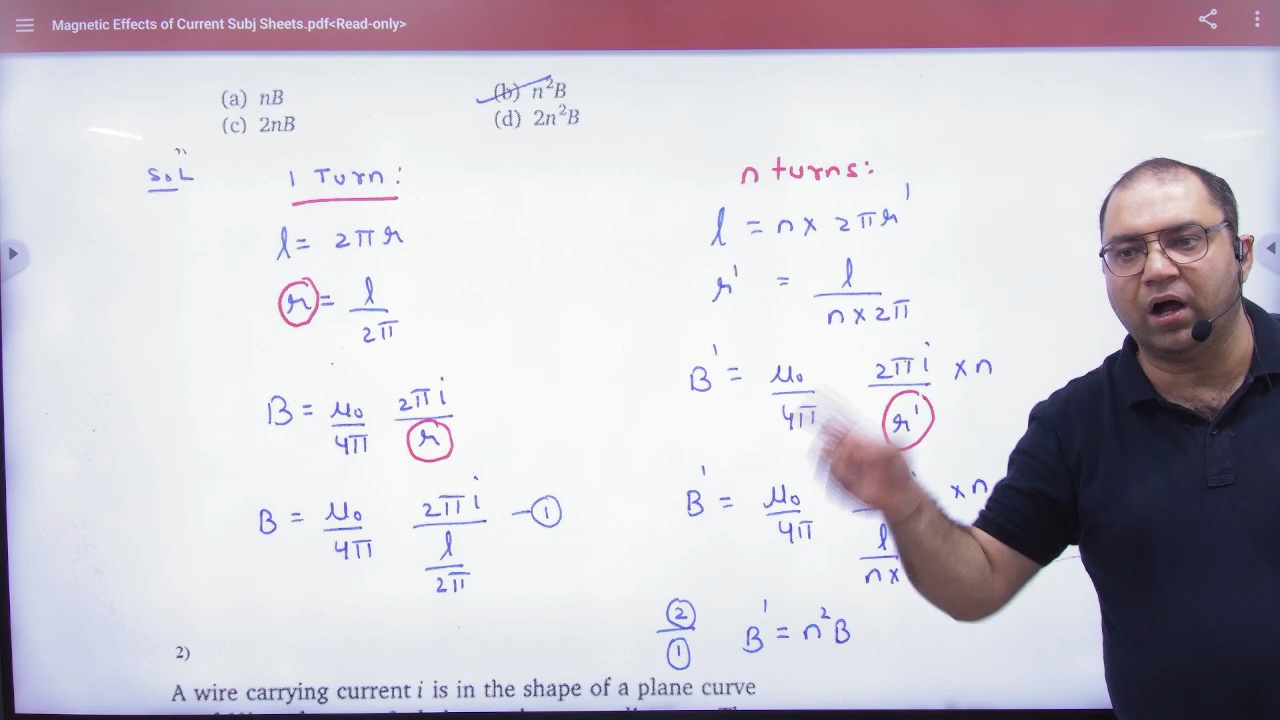 Magnetic Effects of Current Subj Sheets.pdf<Read-only>
(a) nB (b) n²B
(c) 2nB (d) 2n²B
SOL
1 Turn:
l = 2πr
r = l / 2π
B = μ₀/4π 2πi/r
B = μ₀/4π 2πi/(l/2π) —①
n turns:
l = n × 2πr'
r' = l / n × 2π
B' = μ₀/4π 2πi/r' × n
B' = μ₀/4π l/n× × n
②/① B' = n²B
2)
A wire carrying current i is in the shape of a plane curve